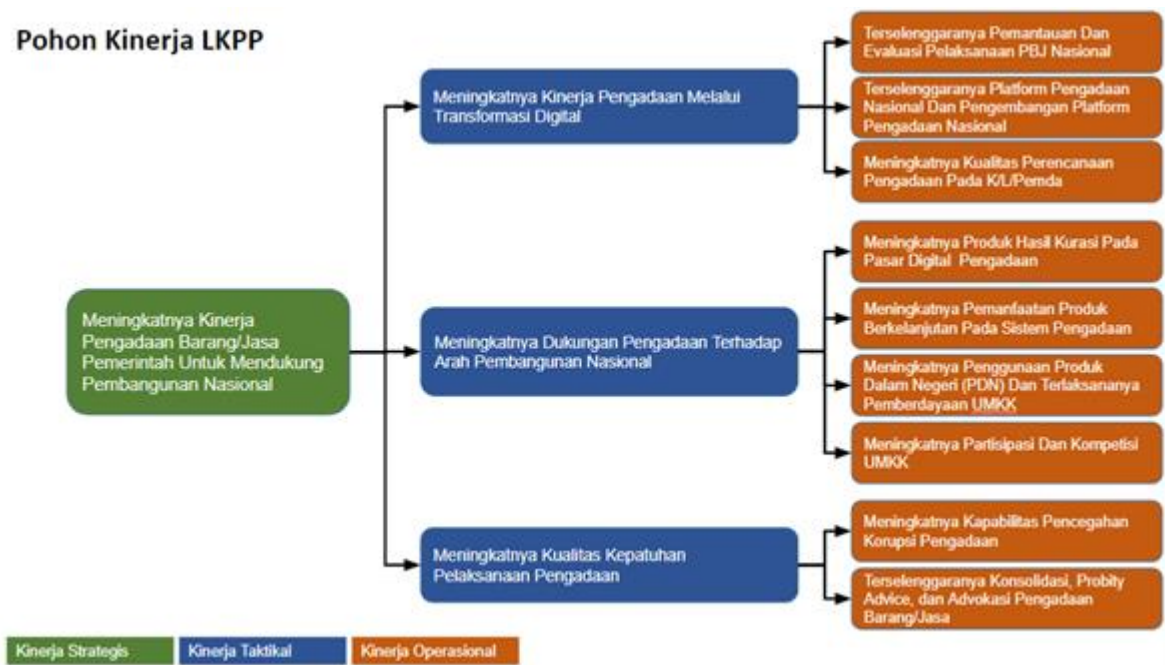 Pohon Kinerja LKPP
Meningkatnya Kinerja
Pengadaan Barang/Jasa
Pemerintah Untuk Mendukung
Pembangunan Nasional
Meningkatnya Kinerja Pengadaan Melalui
Transformasi Digital
Terselenggaranya Pemantauan Dan
Evaluasi Pelaksanaan PBJ Nasional
Terselenggaranya Platform Pengadaan
Nasional Dan Pengembangan Platform
Pengadaan Nasional
Meningkatnya Kualitas Perencanaan
Pengadaan Pada K/L/Pemda
Meningkatnya Dukungan Pengadaan Terhadap
Arah Pembangunan Nasional
Meningkatnya Produk Hasil Kurasi Pada
Pasar Digital Pengadaan
Meningkatnya Pemanfaatan Produk
Berkelanjutan Pada Sistem Pengadaan
Meningkatnya Penggunaan Produk
Dalam Negeri (PDN) Dan Terlaksananya
Pemberdayaan UMKK
Meningkatnya Partisipasi Dan Kompetisi
UMKK
Meningkatnya Kualitas Kepatuhan
Pelaksanaan Pengadaan
Meningkatnya Kapabilitas Pencegahan
Korupsi Pengadaan
Terselenggaranya Konsolidasi, Probity
Advice, dan Advokasi Pengadaan
Barang/Jasa
Kinerja Strategis
Kinerja Taktikal
Kinerja Operasional